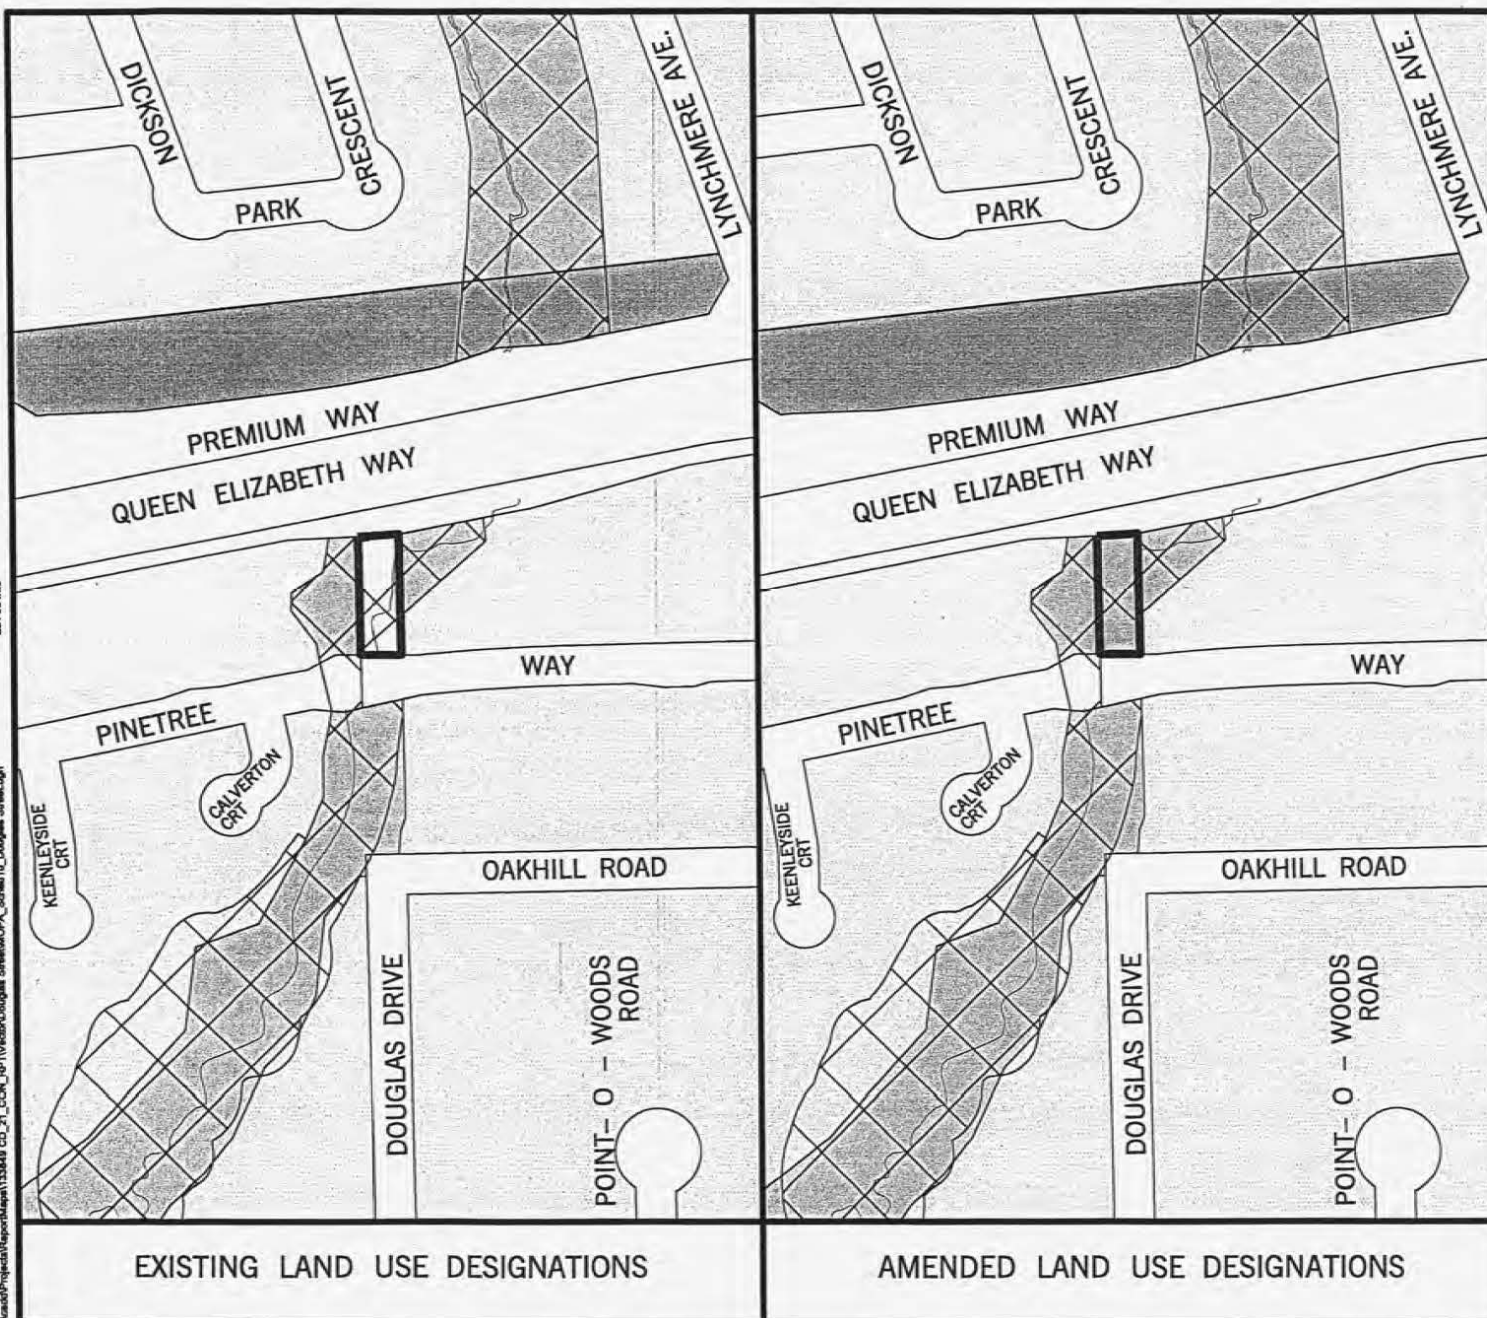 DICKSON
PARK
CRESCENT
LYNCHMERE AVE.
PREMIUM WAY
QUEEN ELIZABETH WAY
PINETREE
WAY
CALVERTON
CRT
KEENLEYSIDE
CRT
OAKHILL ROAD
DOUGLAS DRIVE
POINT- O - WOODS
ROAD
EXISTING LAND USE DESIGNATIONS
DICKSON
PARK
CRESCENT
LYNCHMERE AVE.
PREMIUM WAY
QUEEN ELIZABETH WAY
PINETREE
WAY
CALVERTON
CRT
KEENLEYSIDE
CRT
OAKHILL ROAD
DOUGLAS DRIVE
POINT- O - WOODS
ROAD
AMENDED LAND USE DESIGNATIONS